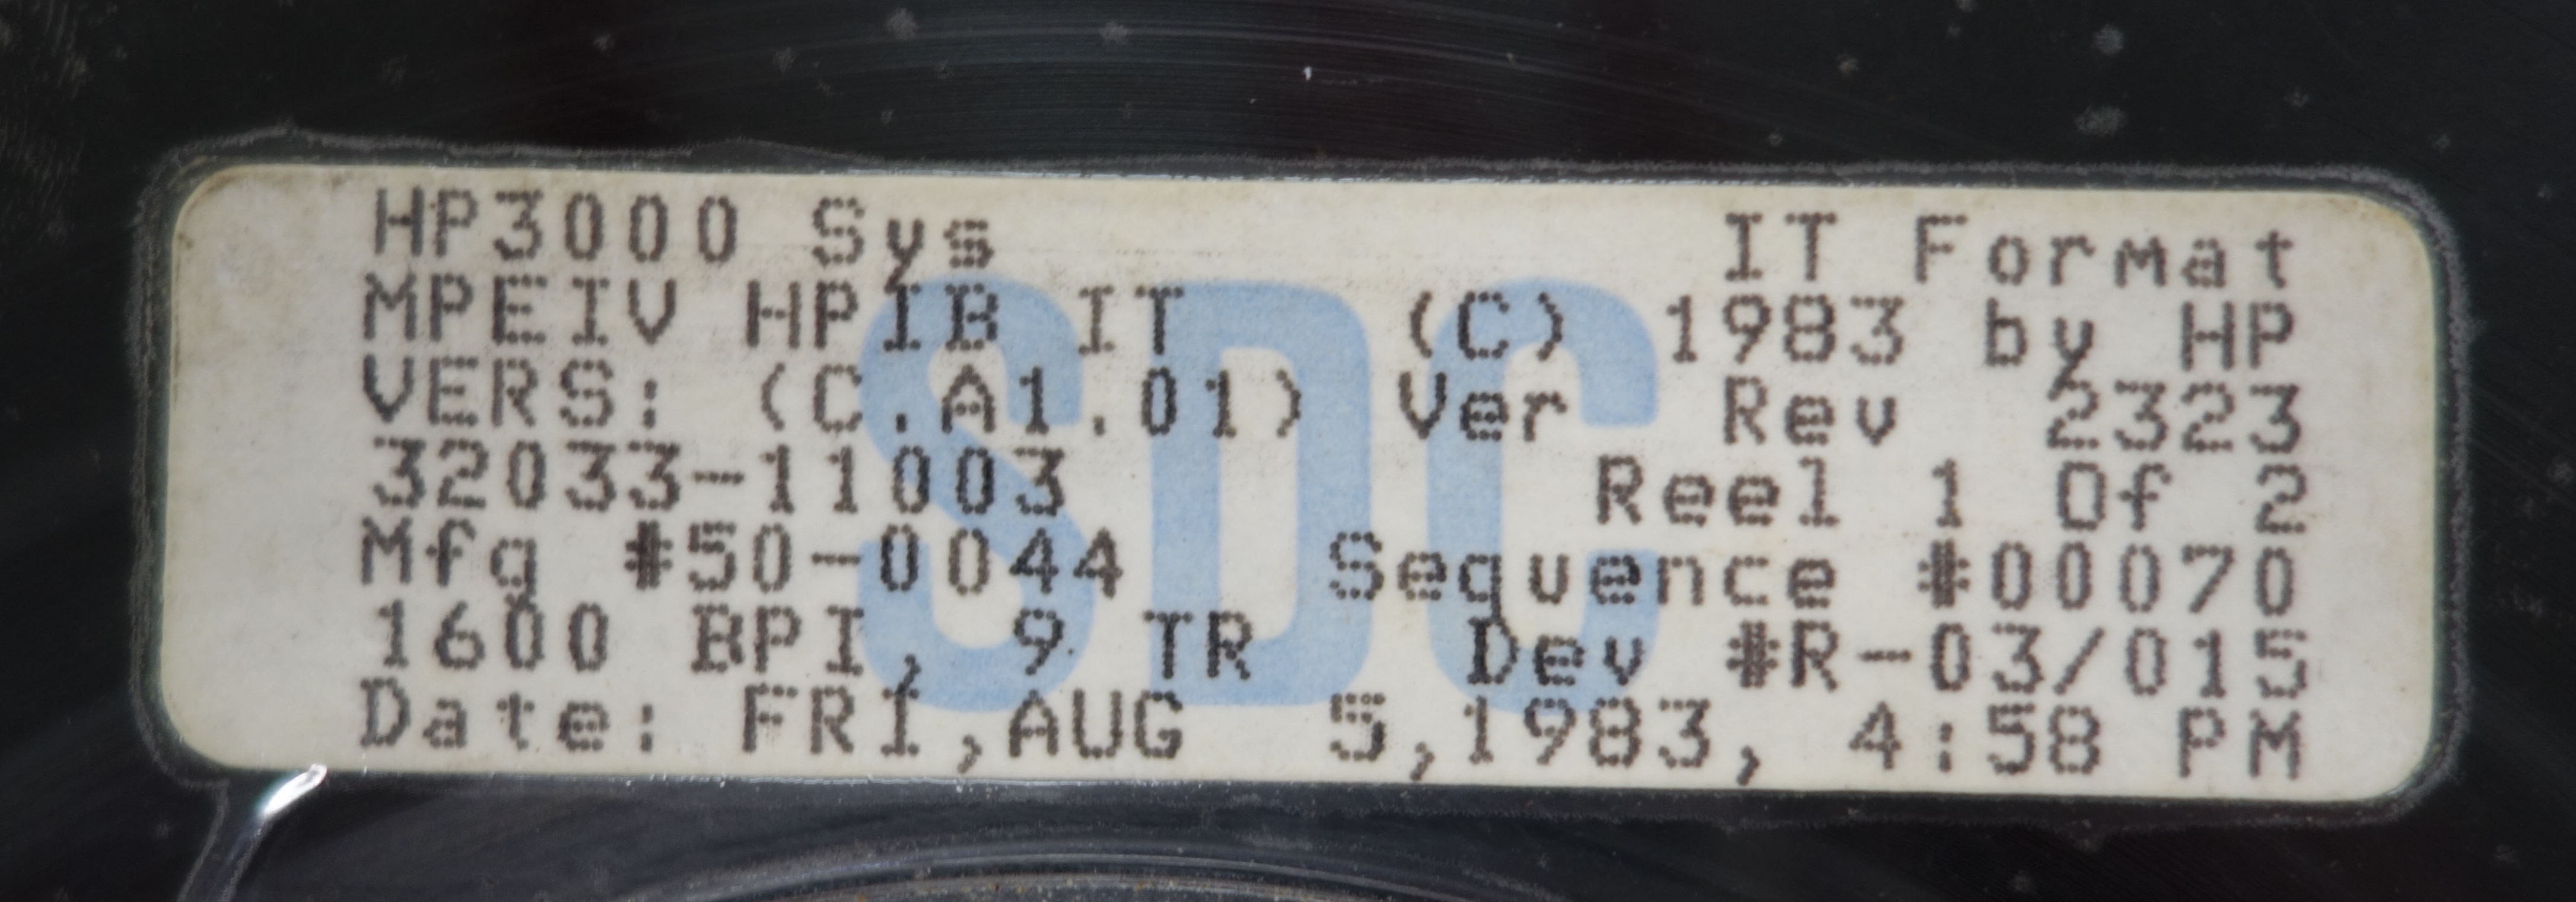 HP3000 Sys IT Format
MPEIV HPIB IT (C) 1983 by HP
VERS: (C.A1.01) Ver Rev 2323
32033-11003 Reel 1 Of 2
Mfg #50-0044 Sequence #00070
1600 BPI, 9 TR Dev #R-03/015
Date: FRI,AUG 5,1983, 4:58 PM
SDC